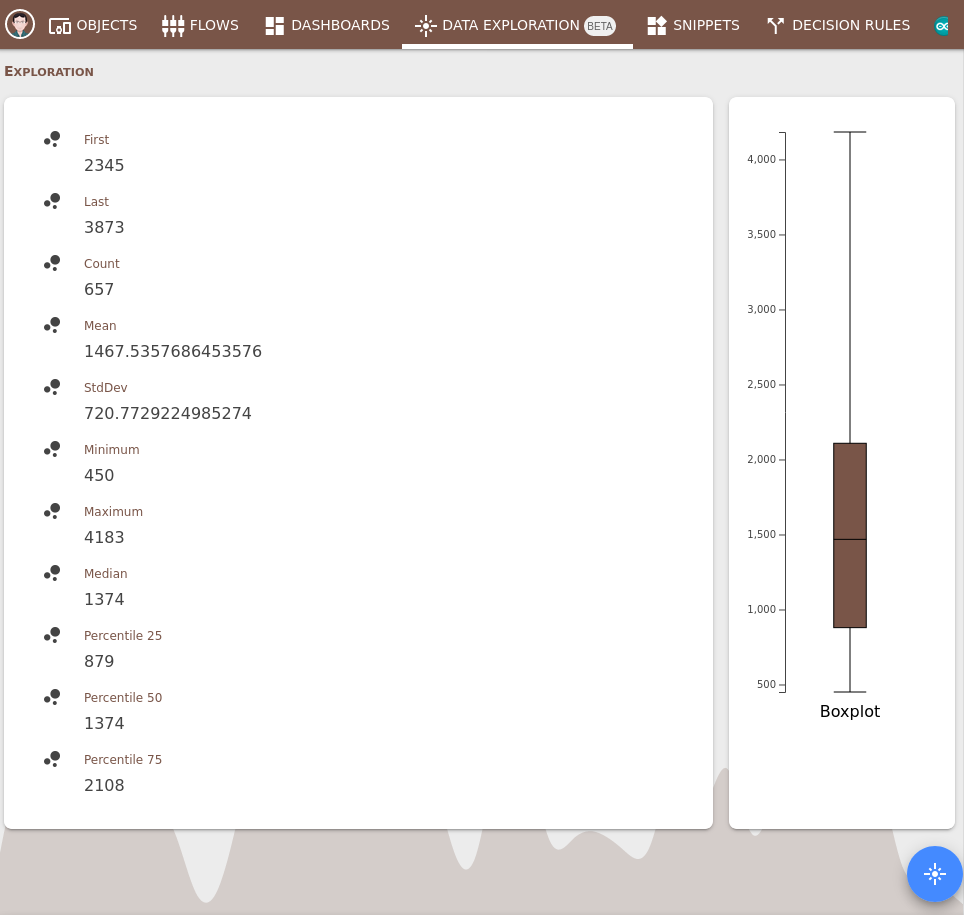 OBJECTS FLOWS DASHBOARDS DATA EXPLORATION BETA SNIPPETS DECISION RULES
EXPLORATION
First
2345
Last
3873
Count
657
Mean
1467.5357686453576
StdDev
720.7729224985274
Minimum
450
Maximum
4183
Median
1374
Percentile 25
879
Percentile 50
1374
Percentile 75
2108
4,000
3,500
3,000
2,500
2,000
1,500
1,000
500
Boxplot